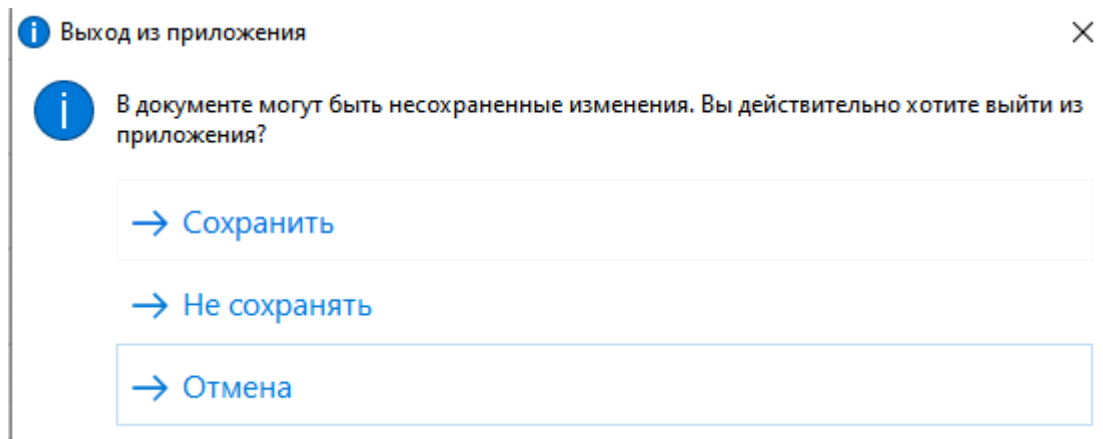 Выход из приложения
В документе могут быть несохраненные изменения. Вы действительно хотите выйти из
приложения?
Сохранить
Не сохранять
Отмена